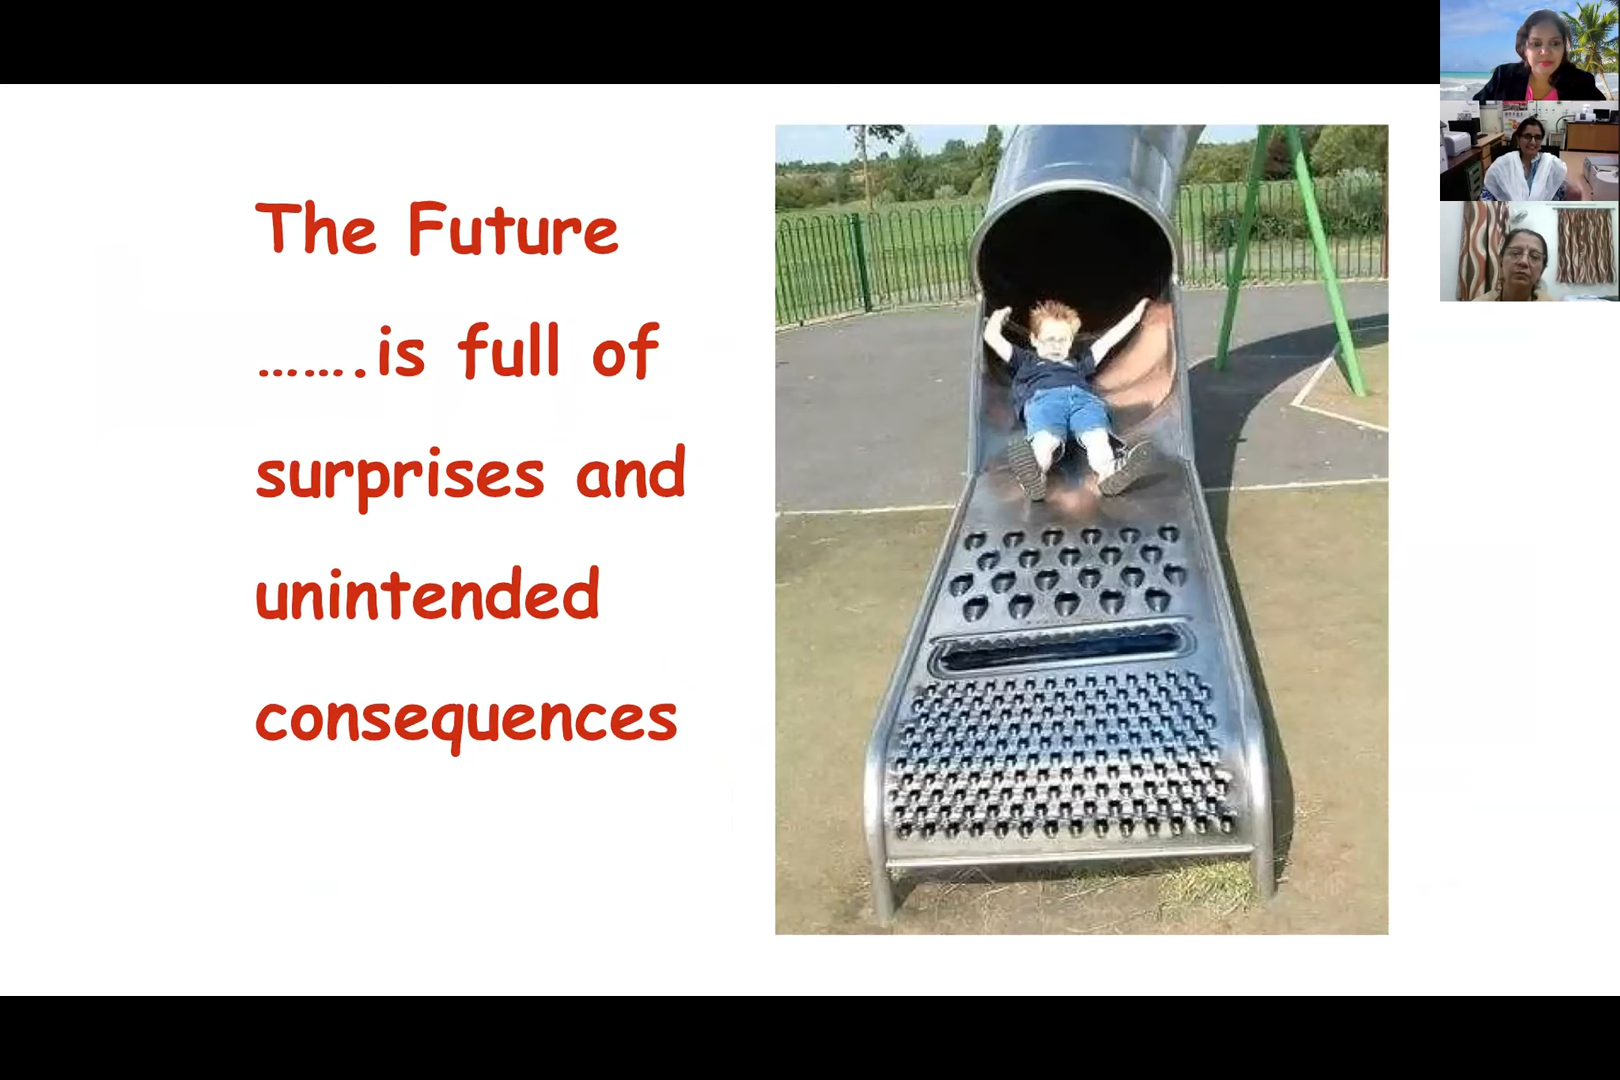 The Future
…….is full of
surprises and
unintended
consequences